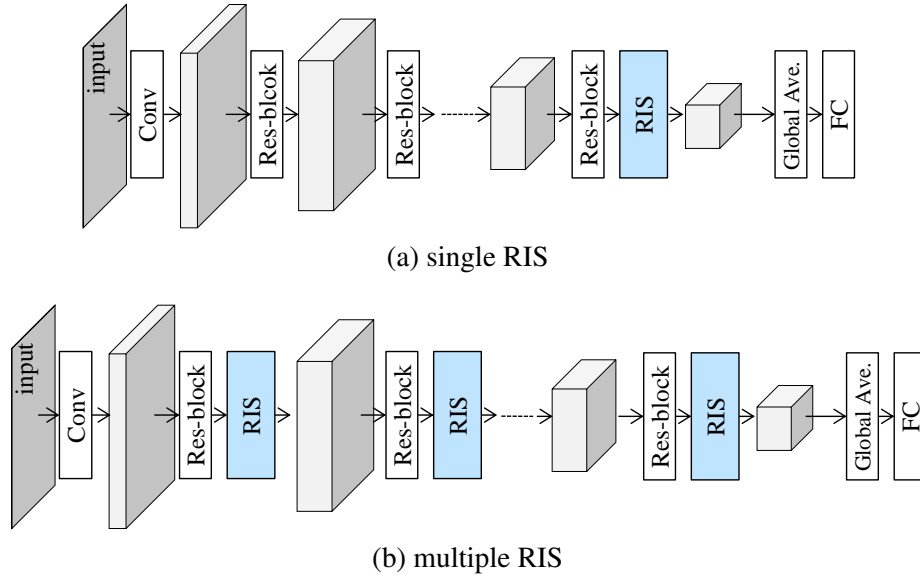 input
Conv
Res-blcok
Res-block
Res-block
RIS
Global Ave.
FC
(a) single RIS
input
Conv
Res-block
RIS
Res-block
RIS
Res-block
RIS
Global Ave.
FC
(b) multiple RIS